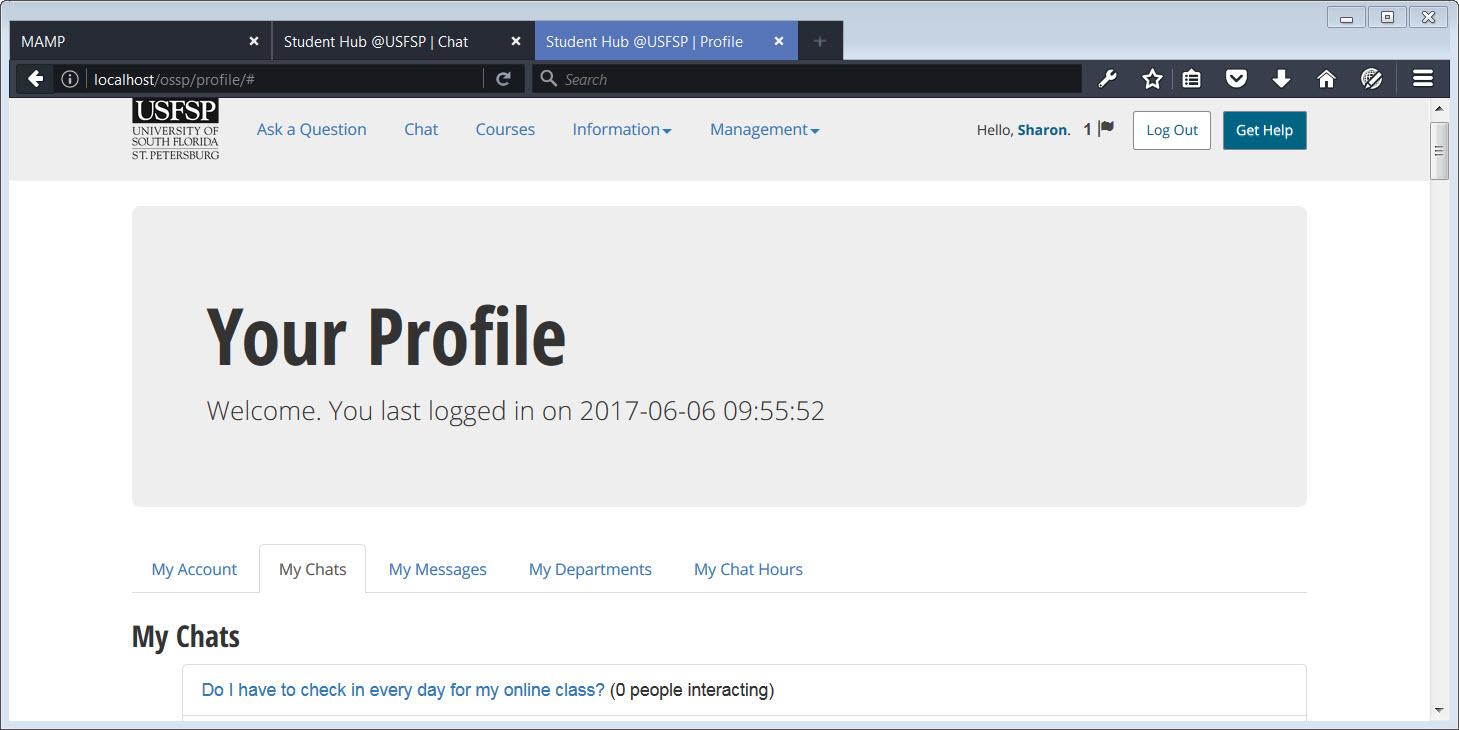 MAMP
Student Hub @USFSP | Chat
Student Hub @USFSP | Profile
localhost/ossp/profile/#
Search
USFSP
UNIVERSITY OF
SOUTH FLORIDA
ST. PETERSBURG
Ask a Question
Chat
Courses
Information
Management
Hello, Sharon.
1
Log Out
Get Help
Your Profile
Welcome. You last logged in on 2017-06-06 09:55:52
My Account
My Chats
My Messages
My Departments
My Chat Hours
My Chats
Do I have to check in every day for my online class? (0 people interacting)